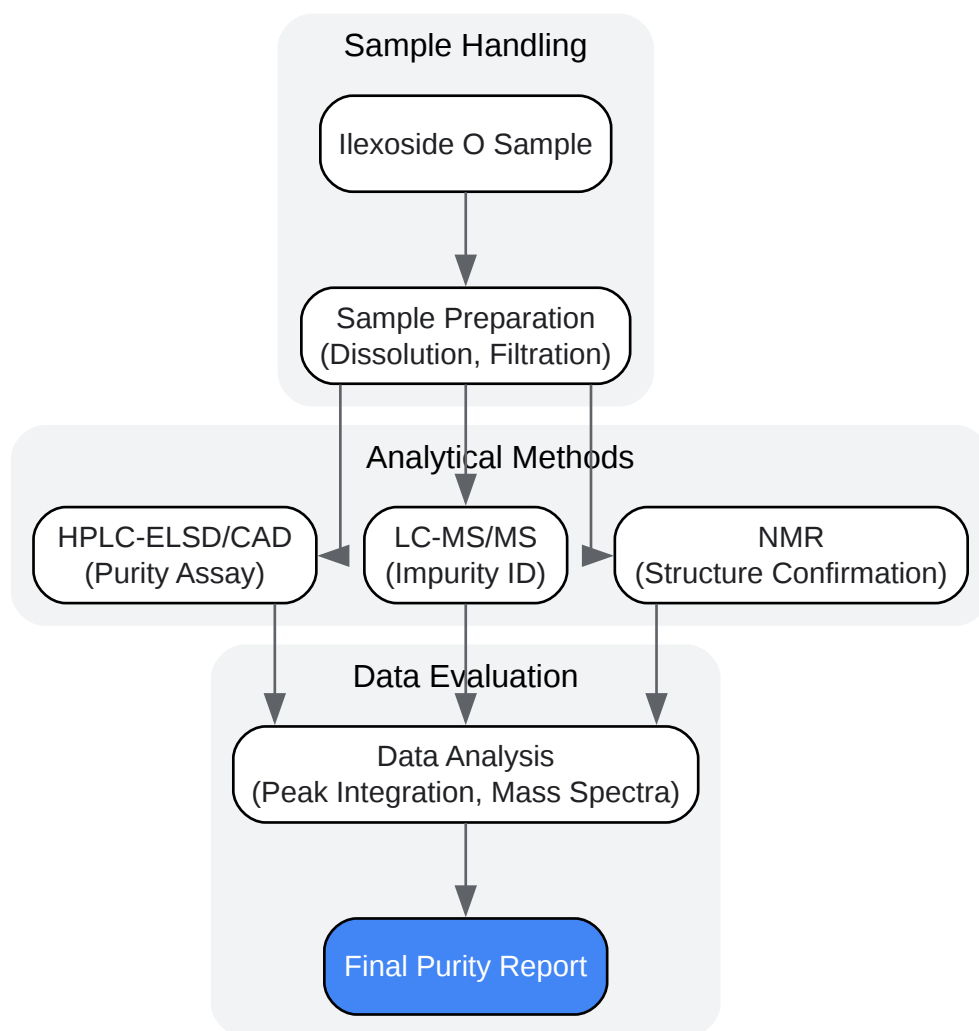 Sample Handling
Ilexoside O Sample
Sample Preparation
(Dissolution, Filtration)
Analytical Methods
HPLC-ELSD/CAD
(Purity Assay)
LC-MS/MS
(Impurity ID)
NMR
(Structure Confirmation)
Data Evaluation
Data Analysis
(Peak Integration, Mass Spectra)
Final Purity Report